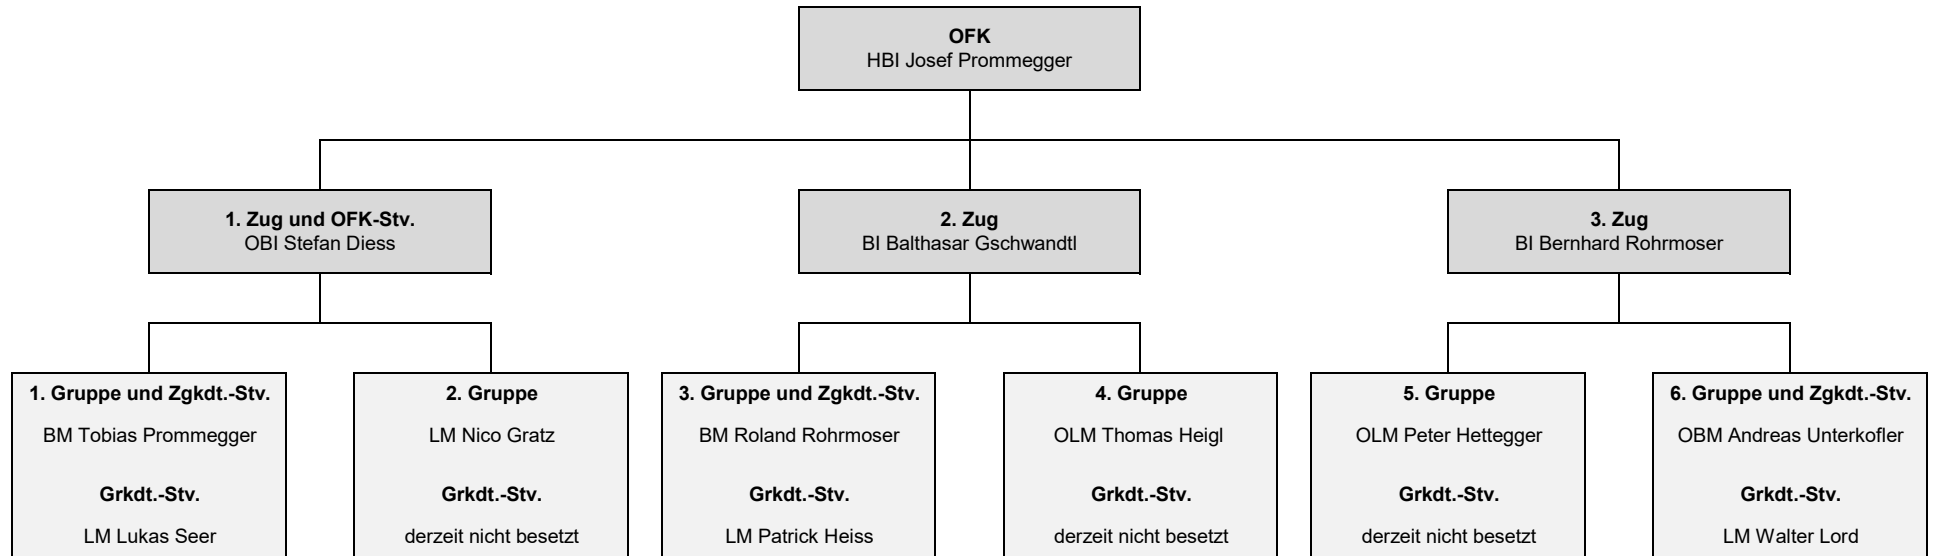 OFK
HBI Josef Prommegger
1. Zug und OFK-Stv.
OBI Stefan Diess
2. Zug
BI Balthasar Gschwandtl
3. Zug
BI Bernhard Rohrmoser
1. Gruppe und Zgkdt.-Stv.
BM Tobias Prommegger
Grkdt.-Stv.
LM Lukas Seer
2. Gruppe
LM Nico Gratz
Grkdt.-Stv.
derzeit nicht besetzt
3. Gruppe und Zgkdt.-Stv.
BM Roland Rohrmoser
Grkdt.-Stv.
LM Patrick Heiss
4. Gruppe
OLM Thomas Heigl
Grkdt.-Stv.
derzeit nicht besetzt
5. Gruppe
OLM Peter Hettegger
Grkdt.-Stv.
derzeit nicht besetzt
6. Gruppe und Zgkdt.-Stv.
OBM Andreas Unterkofler
Grkdt.-Stv.
LM Walter Lord